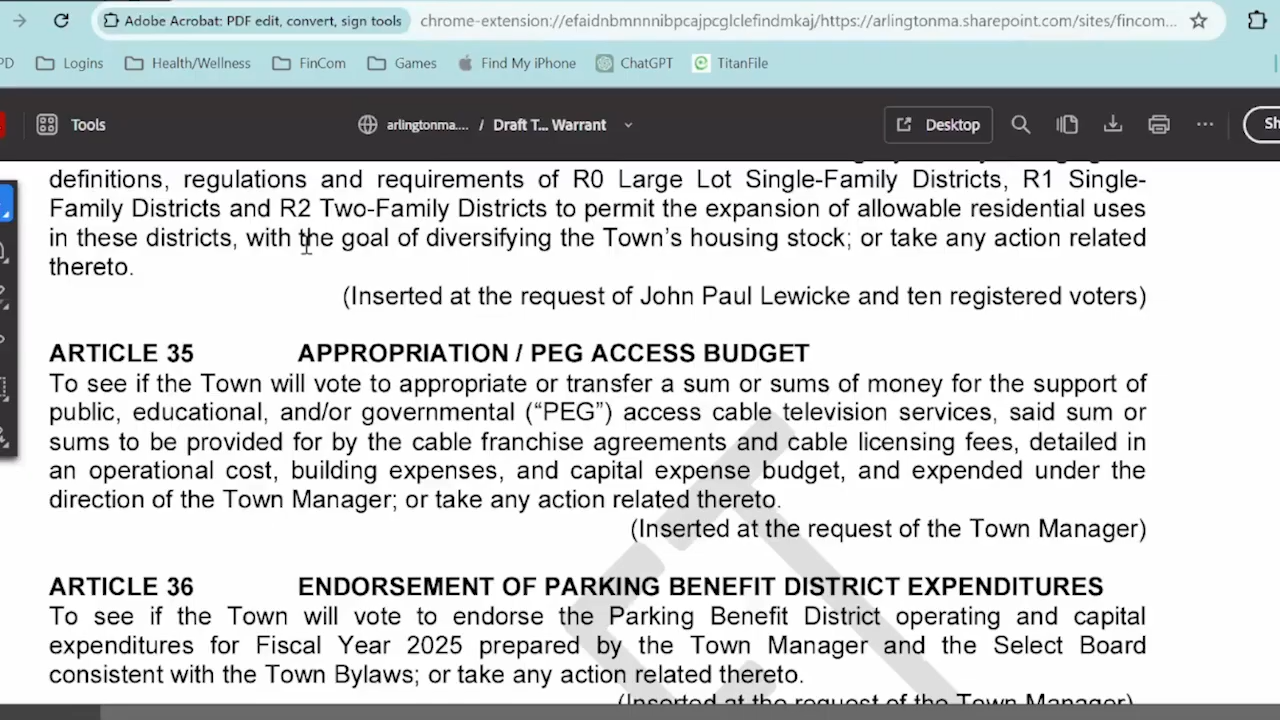 Adobe Acrobat: PDF edit, convert, sign tools chrome-extension://efaidnbmnnnibpcajpcglclefindmkaj/https://arlingtonma.sharepoint.com/sites/fincom...
PD Logins Health/Wellness FinCom Games Find My iPhone ChatGPT TitanFile
Tools arlingtonma.... / Draft T... Warrant Desktop ... Sh
definitions, regulations and requirements of R0 Large Lot Single-Family Districts, R1 Single-
Family Districts and R2 Two-Family Districts to permit the expansion of allowable residential uses
in these districts, with the goal of diversifying the Town’s housing stock; or take any action related
thereto.
(Inserted at the request of John Paul Lewicke and ten registered voters)
ARTICLE 35 APPROPRIATION / PEG ACCESS BUDGET
To see if the Town will vote to appropriate or transfer a sum or sums of money for the support of
public, educational, and/or governmental (“PEG”) access cable television services, said sum or
sums to be provided for by the cable franchise agreements and cable licensing fees, detailed in
an operational cost, building expenses, and capital expense budget, and expended under the
direction of the Town Manager; or take any action related thereto.
(Inserted at the request of the Town Manager)
ARTICLE 36 ENDORSEMENT OF PARKING BENEFIT DISTRICT EXPENDITURES
To see if the Town will vote to endorse the Parking Benefit District operating and capital
expenditures for Fiscal Year 2025 prepared by the Town Manager and the Select Board
consistent with the Town Bylaws; or take any action related thereto.
(Inserted at the request of the Town Manager)